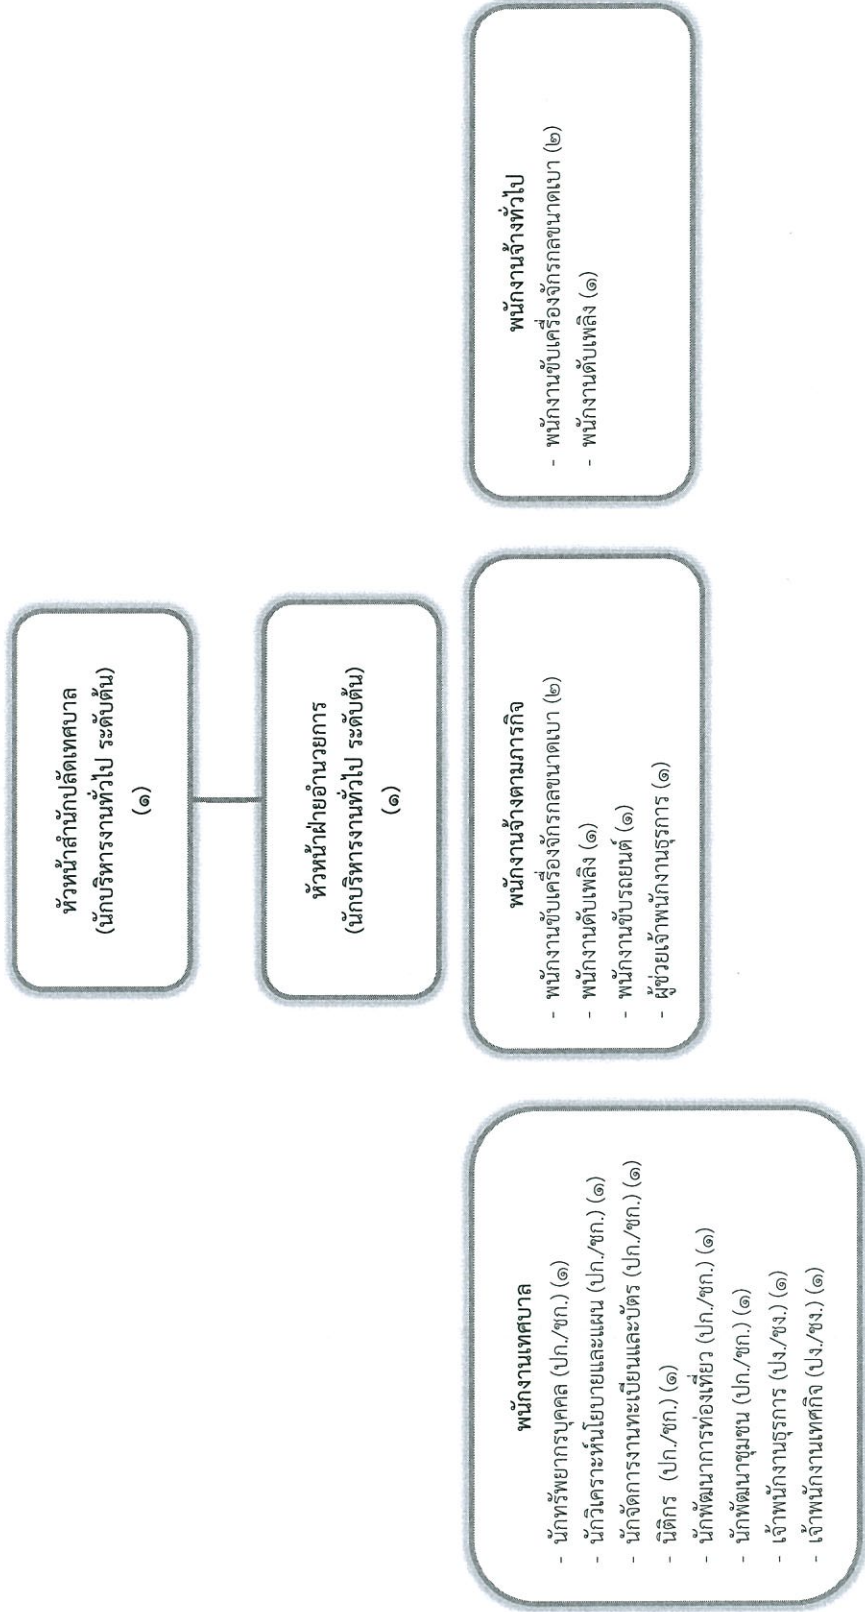 หัวหน้าสำนักปลัดเทศบาล
(นักบริหารงานทั่วไป ระดับต้น)
(๑)
หัวหน้าฝ่ายอำนวยการ
(นักบริหารงานทั่วไป ระดับต้น)
(๑)
พนักงานเทศบาล
- นักทรัพยากรบุคคล (ปก./ชก.) (๑)
- นักวิเคราะห์นโยบายและแผน (ปก./ชก.) (๑)
- นักจัดการงานทะเบียนและบัตร (ปก./ชก.) (๑)
- นิติกร (ปก./ชก.) (๑)
- นักพัฒนาการท่องเที่ยว (ปก./ชก.) (๑)
- นักพัฒนาชุมชน (ปก./ชก.) (๑)
- เจ้าพนักงานธุรการ (ปง./ชง.) (๑)
- เจ้าพนักงานเทศกิจ (ปง./ชง.) (๑)
พนักงานจ้างตามภารกิจ
- พนักงานขับเครื่องจักรกลขนาดเบา (๒)
- พนักงานดับเพลิง (๑)
- พนักงานขับรถยนต์ (๑)
- ผู้ช่วยเจ้าพนักงานธุรการ (๑)
พนักงานจ้างทั่วไป
- พนักงานขับเครื่องจักรกลขนาดเบา (๒)
- พนักงานดับเพลิง (๑)